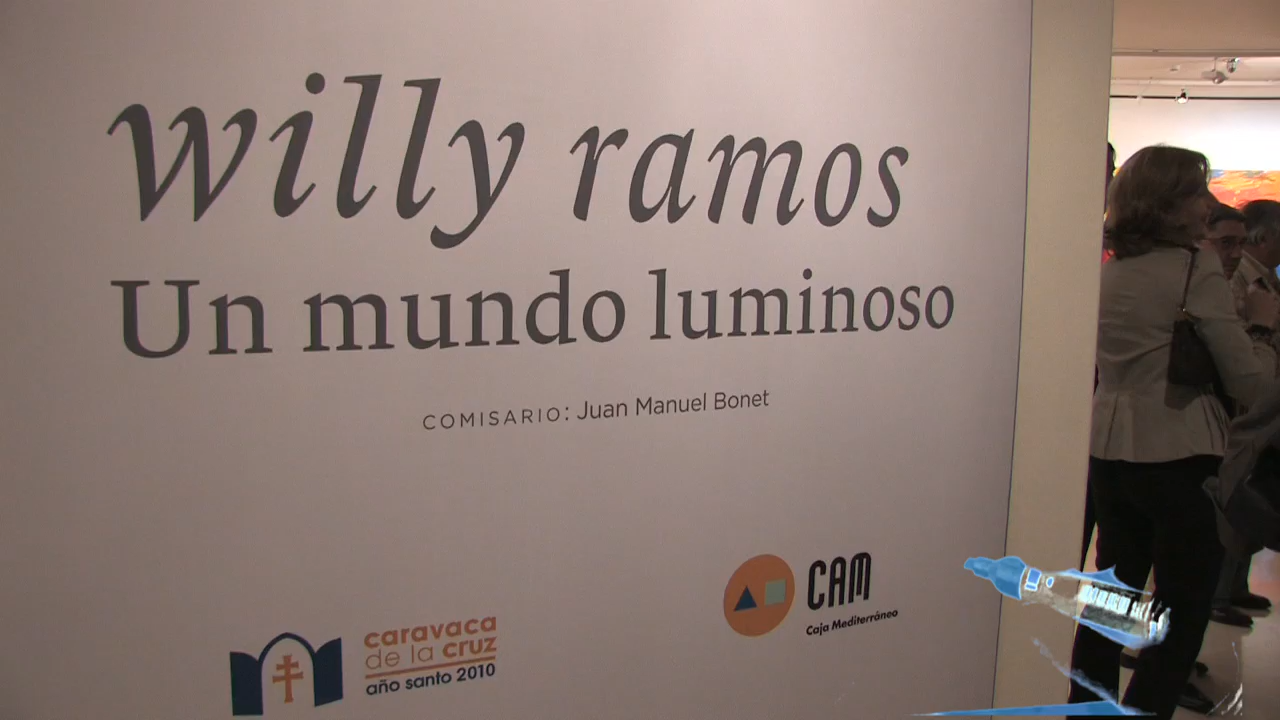 willy ramos
Un mundo luminoso
COMISARIO: Juan Manuel Bonet
caravaca
de la cruz
año santo 2010
CAM
Caja Mediterráneo